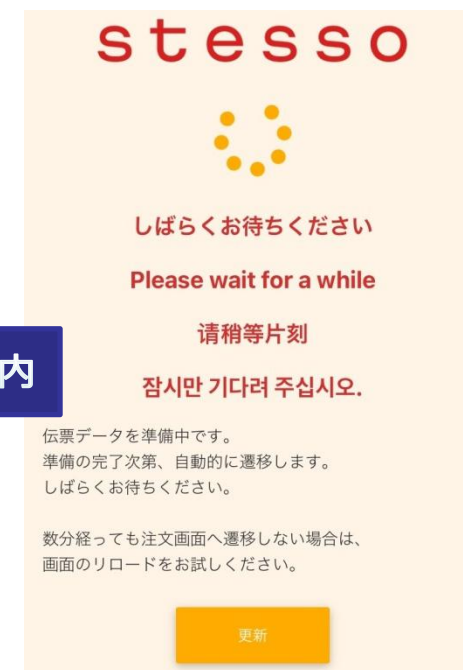 stesso
しばらくお待ちください
Please wait for a while
请稍等片刻
잠시만 기다려 주십시오.
内
伝票データを準備中です。
準備の完了次第、自動的に遷移します。
しばらくお待ちください。
数分経っても注文画面へ遷移しない場合は、
画面のリロードをお試しください。
更新